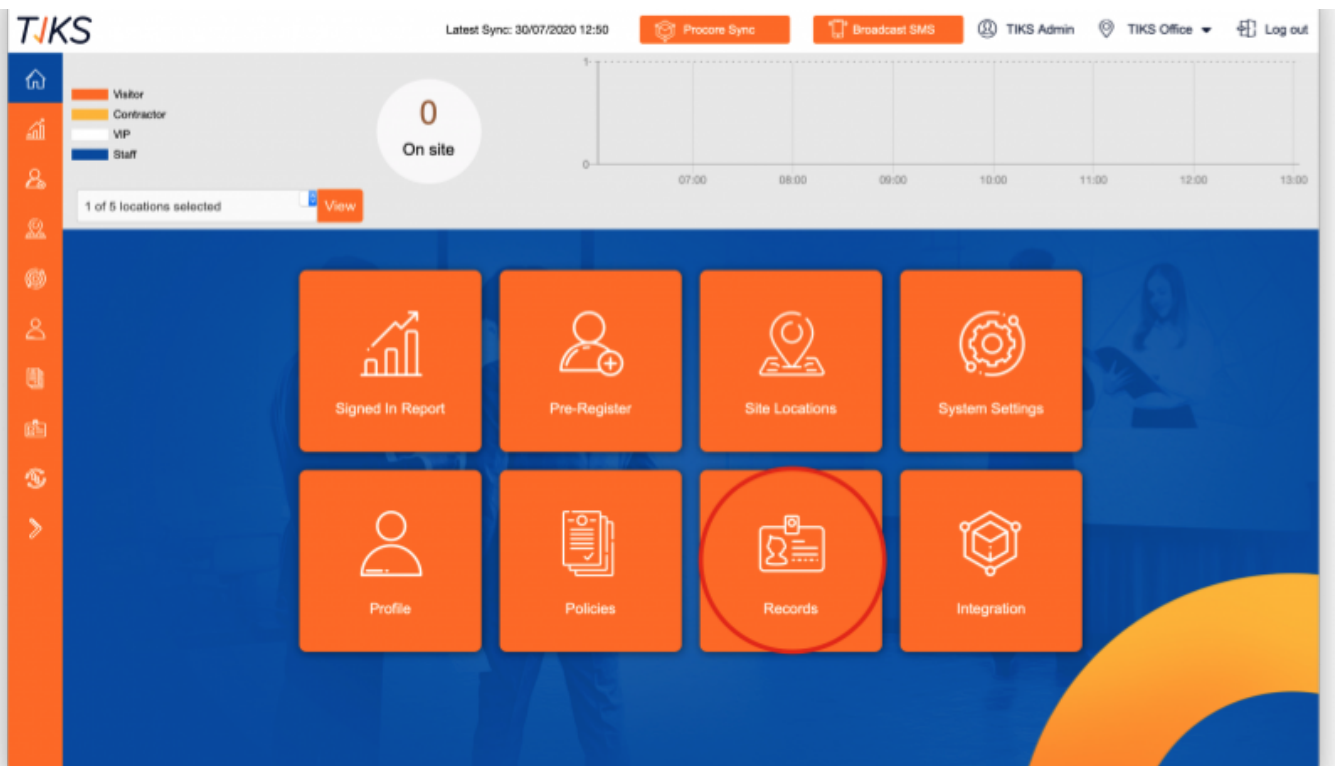 TIKS
Latest Sync: 30/07/2020 12:50
Procore Sync
Broadcast SMS
TIKS Admin
TIKS Office
Log out
Visitor
Contractor
VIP
Staff
0
On site
1
0
07:00 08:00 09:00 10:00 11:00 12:00 13:00
1 of 5 locations selected
View
Signed In Report
Pre-Register
Site Locations
System Settings
Profile
Policies
Records
Integration